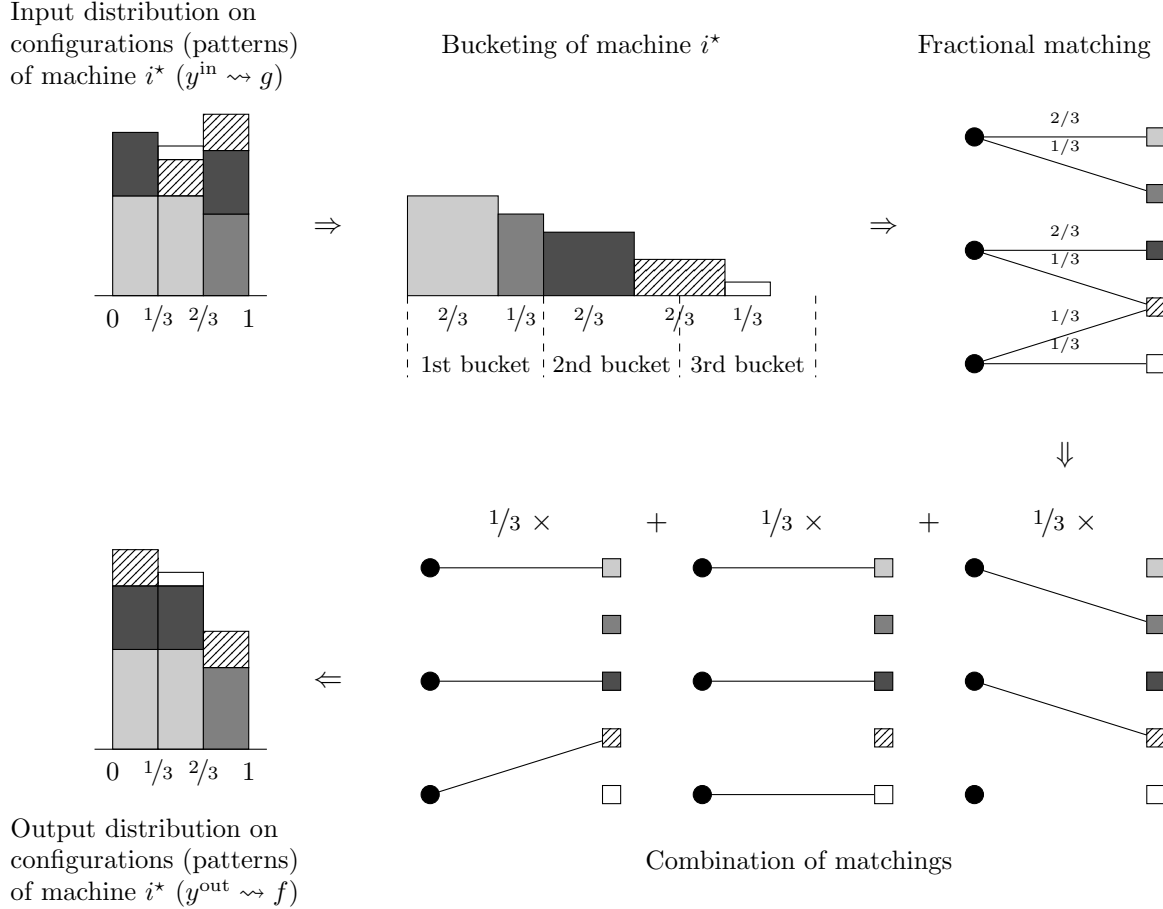 Input distribution on
configurations (patterns)
of machine i⋆ (yⁱⁿ ⇝ g)
Bucketing of machine i⋆
Fractional matching
0 1/3 2/3 1
⇒
2/3 1/3 2/3 2/3 1/3
1st bucket 2nd bucket 3rd bucket
⇒
2/3
1/3
2/3
1/3
1/3
1/3
⇓
1/3 × + 1/3 × + 1/3 ×
⇐
0 1/3 2/3 1
Output distribution on
configurations (patterns)
of machine i⋆ (yᵒᵘᵗ ⇝ f)
Combination of matchings